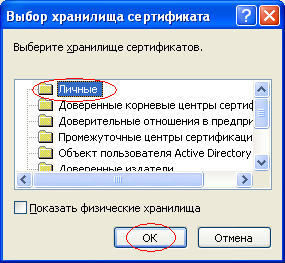 Выбор хранилища сертификата
Выберите хранилище сертификатов.
Личные
Доверенные корневые центры сертиф
Доверительные отношения в предпри
Промежуточные центры сертификаци
Объект пользователя Active Directory
Доверенные издатели
Показать физические хранилища
ОК
Отмена